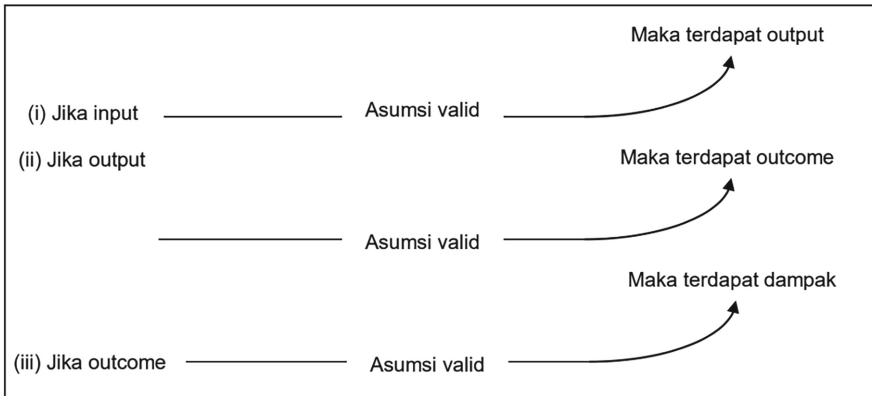 Maka terdapat output
(i) Jika input Asumsi valid
(ii) Jika output Maka terdapat outcome
Asumsi valid
Maka terdapat dampak
(iii) Jika outcome Asumsi valid